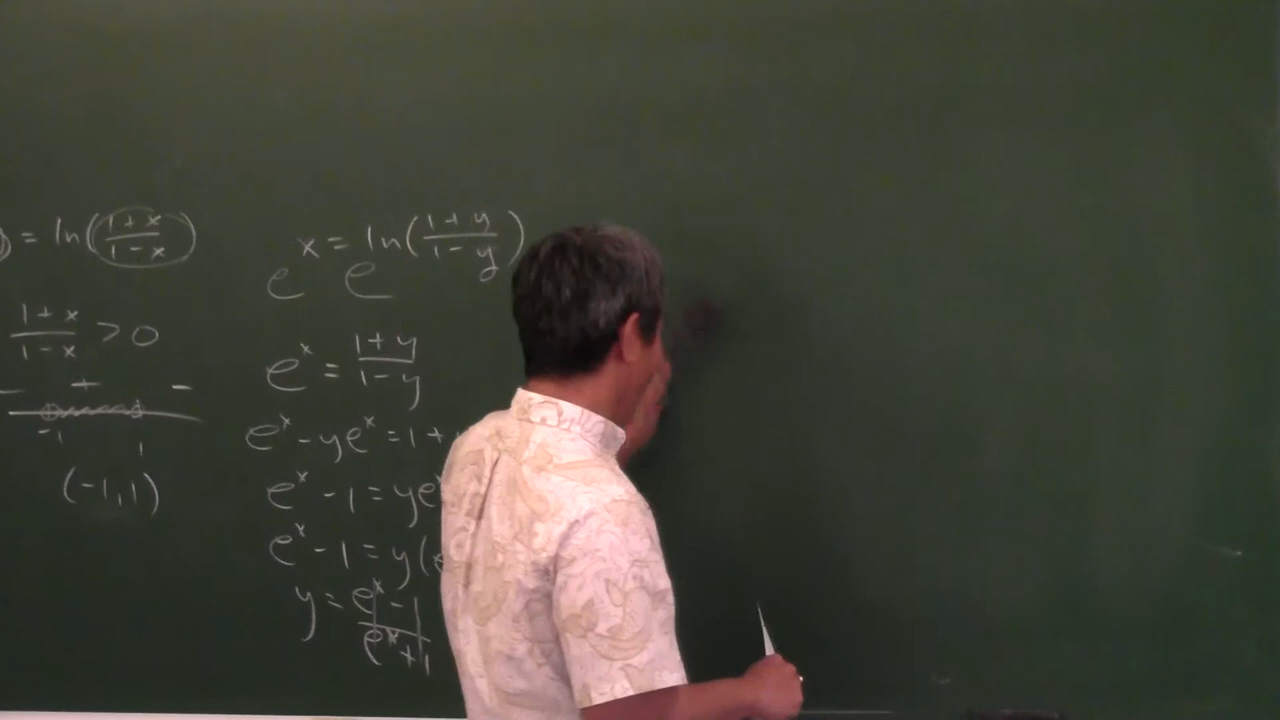 ) = ln((1+x)/(1-x))
(1+x)/(1-x) > 0
- + -
-1 1
(-1,1)
x = ln((1+y)/(1-y))
e e
e^x = (1+y)/(1-y)
e^x - ye^x = 1+
e^x - 1 = ye^x
e^x - 1 = y(e
y = (e^x - 1)/(e^x + 1)